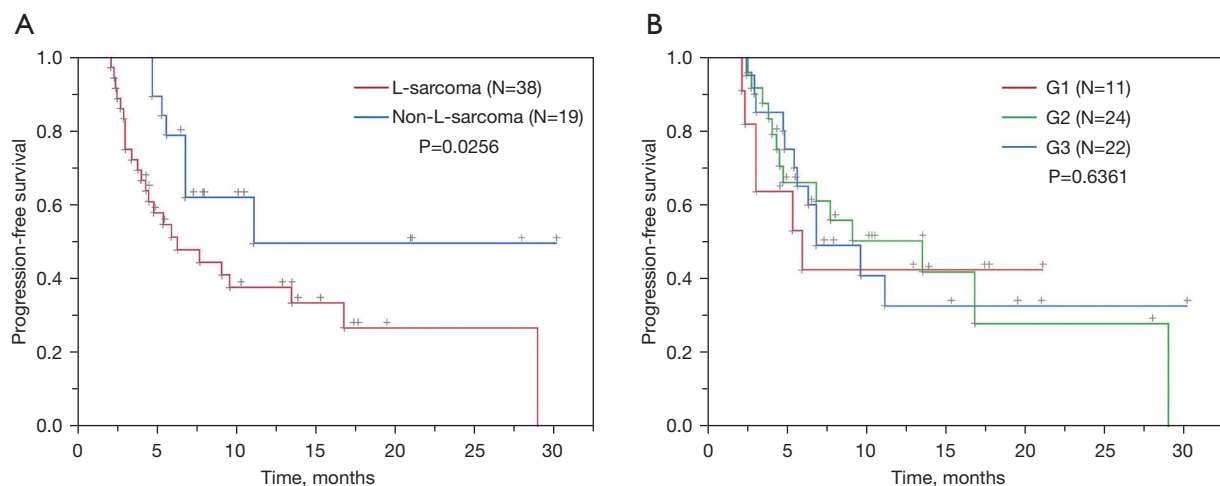 A
1.0
0.8
0.6
0.4
0.2
0.0
Progression-free survival
L-sarcoma (N=38)
Non-L-sarcoma (N=19)
P=0.0256
0 5 10 15 20 25 30
Time, months
B
1.0
0.8
0.6
0.4
0.2
0.0
Progression-free survival
G1 (N=11)
G2 (N=24)
G3 (N=22)
P=0.6361
0 5 10 15 20 25 30
Time, months